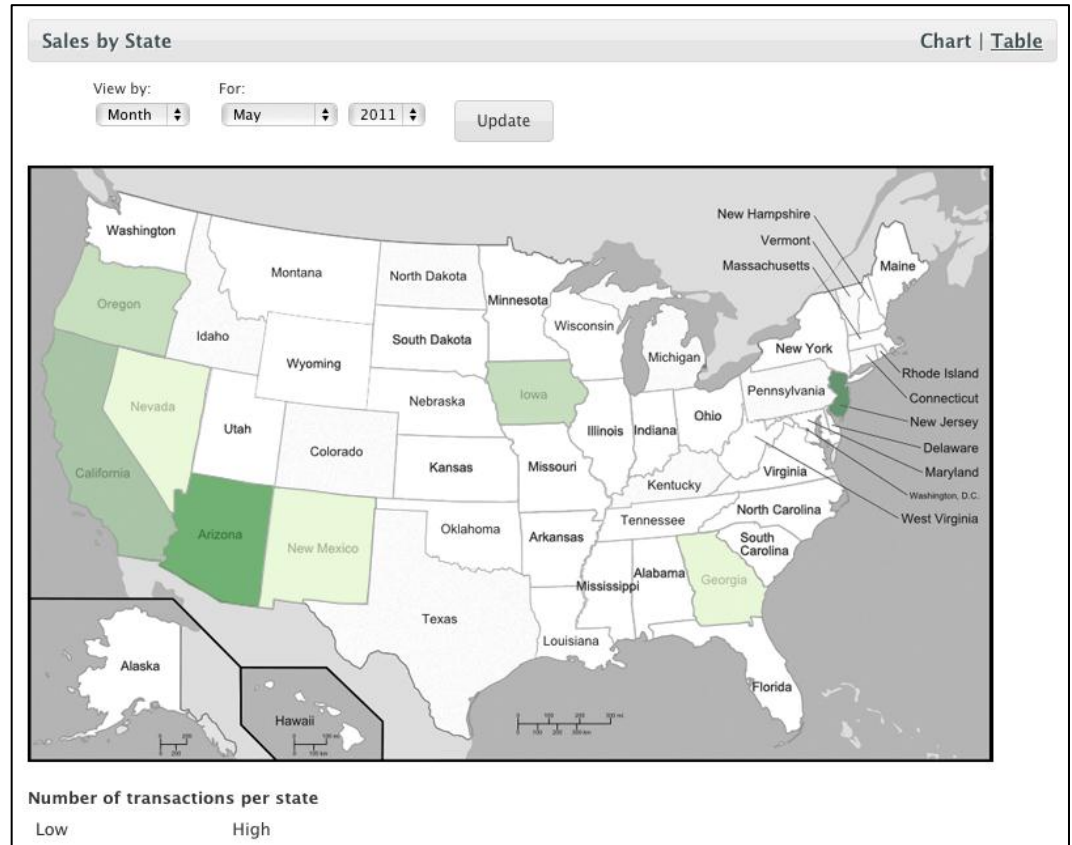 Sales by State
Chart | Table
View by:
For:
Month
May
2011
Update
Washington
Montana
North Dakota
Minnesota
Oregon
Idaho
South Dakota
Wisconsin
Michigan
Wyoming
New York
New Hampshire
Vermont
Massachusetts
Maine
Rhode Island
Connecticut
New Jersey
Delaware
Maryland
Washington, D.C.
West Virginia
Pennsylvania
Nevada
Utah
Colorado
Nebraska
Iowa
Illinois
Indiana
Ohio
California
Kansas
Missouri
Kentucky
Virginia
North Carolina
Arizona
New Mexico
Oklahoma
Arkansas
Tennessee
South
Carolina
Mississippi
Alabama
Georgia
Texas
Louisiana
Florida
Alaska
Hawaii
Number of transactions per state
Low
High